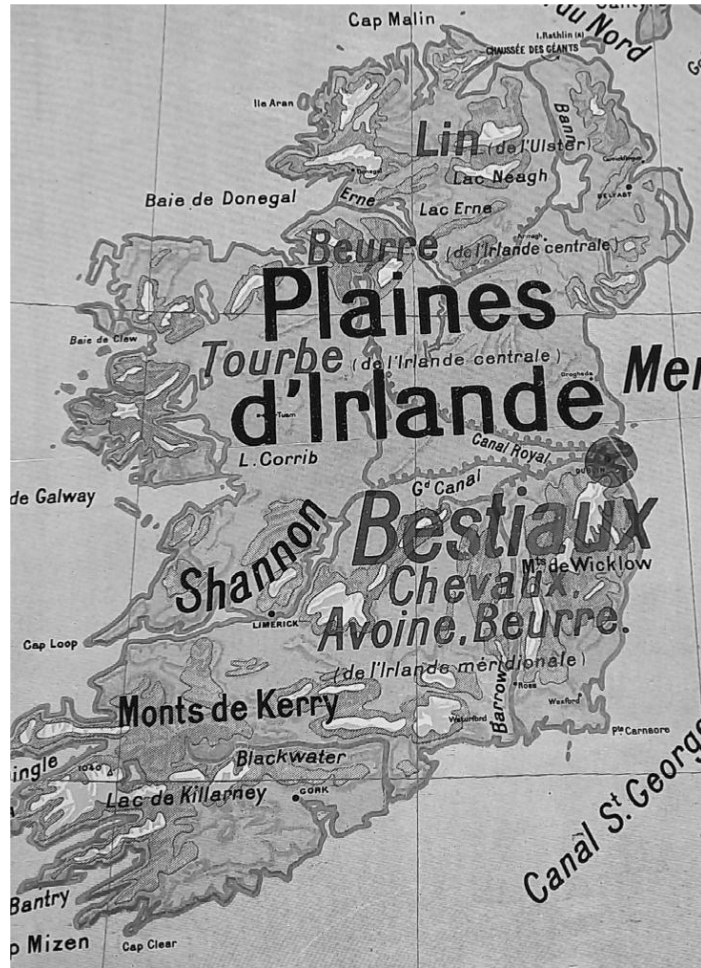 Cap Malin
du Nord
I. Rathlin (A)
CHAUSSÉE DES GÉANTS
Ile Aran
Bann
Lin (de l'Ulster)
Lac Neagh
Donegal
BELFAST
Baie de Donegal
Erne
Lac Erne
Armagh
Beurre (de l'Irlande centrale)
Plaines
Baie de Clew
Tourbe (de l'Irlande centrale)
Drogheda
Mer
d'Irlande
Tuam
L. Corrib
Canal Royal
DUBLIN
Gd Canal
de Galway
Bestiaux
Shannon
Mts de Wicklow
Chevaux,
LIMERICK
Avoine, Beurre.
Cap Loop
(de l'Irlande méridionale)
Ross
Monts de Kerry
Barrow
Wexford
Waterford
Pte Carnsore
Blackwater
ingle
1040
Lac de Killarney
CORK
Canal St. George
Bantry
p Mizen
Cap Clear